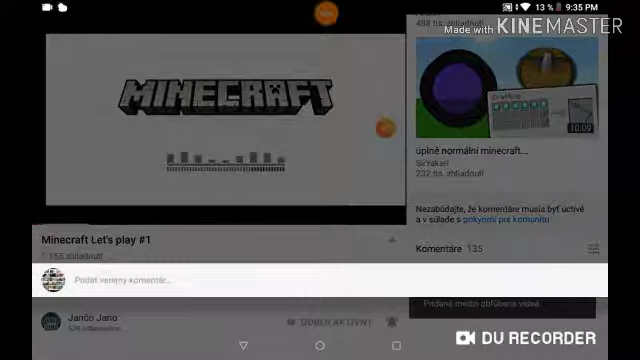 13 % 9:35 PM
Made with KINEMASTER
MINECRAFT
10:09
úplně normální minecraft...
SirYakari
232 tis. zhliadnutí
Nezabúdajte, že komentáre musia byť úctivé
a v súlade s pokynmi pre komunitu
Minecraft Let's play #1
zhliadnutí
Komentáre 135
Pridať verejný komentár...
Pridané medzi obľúbené videá
Jančo Jano
ODBER AKTÍVNY
DU RECORDER